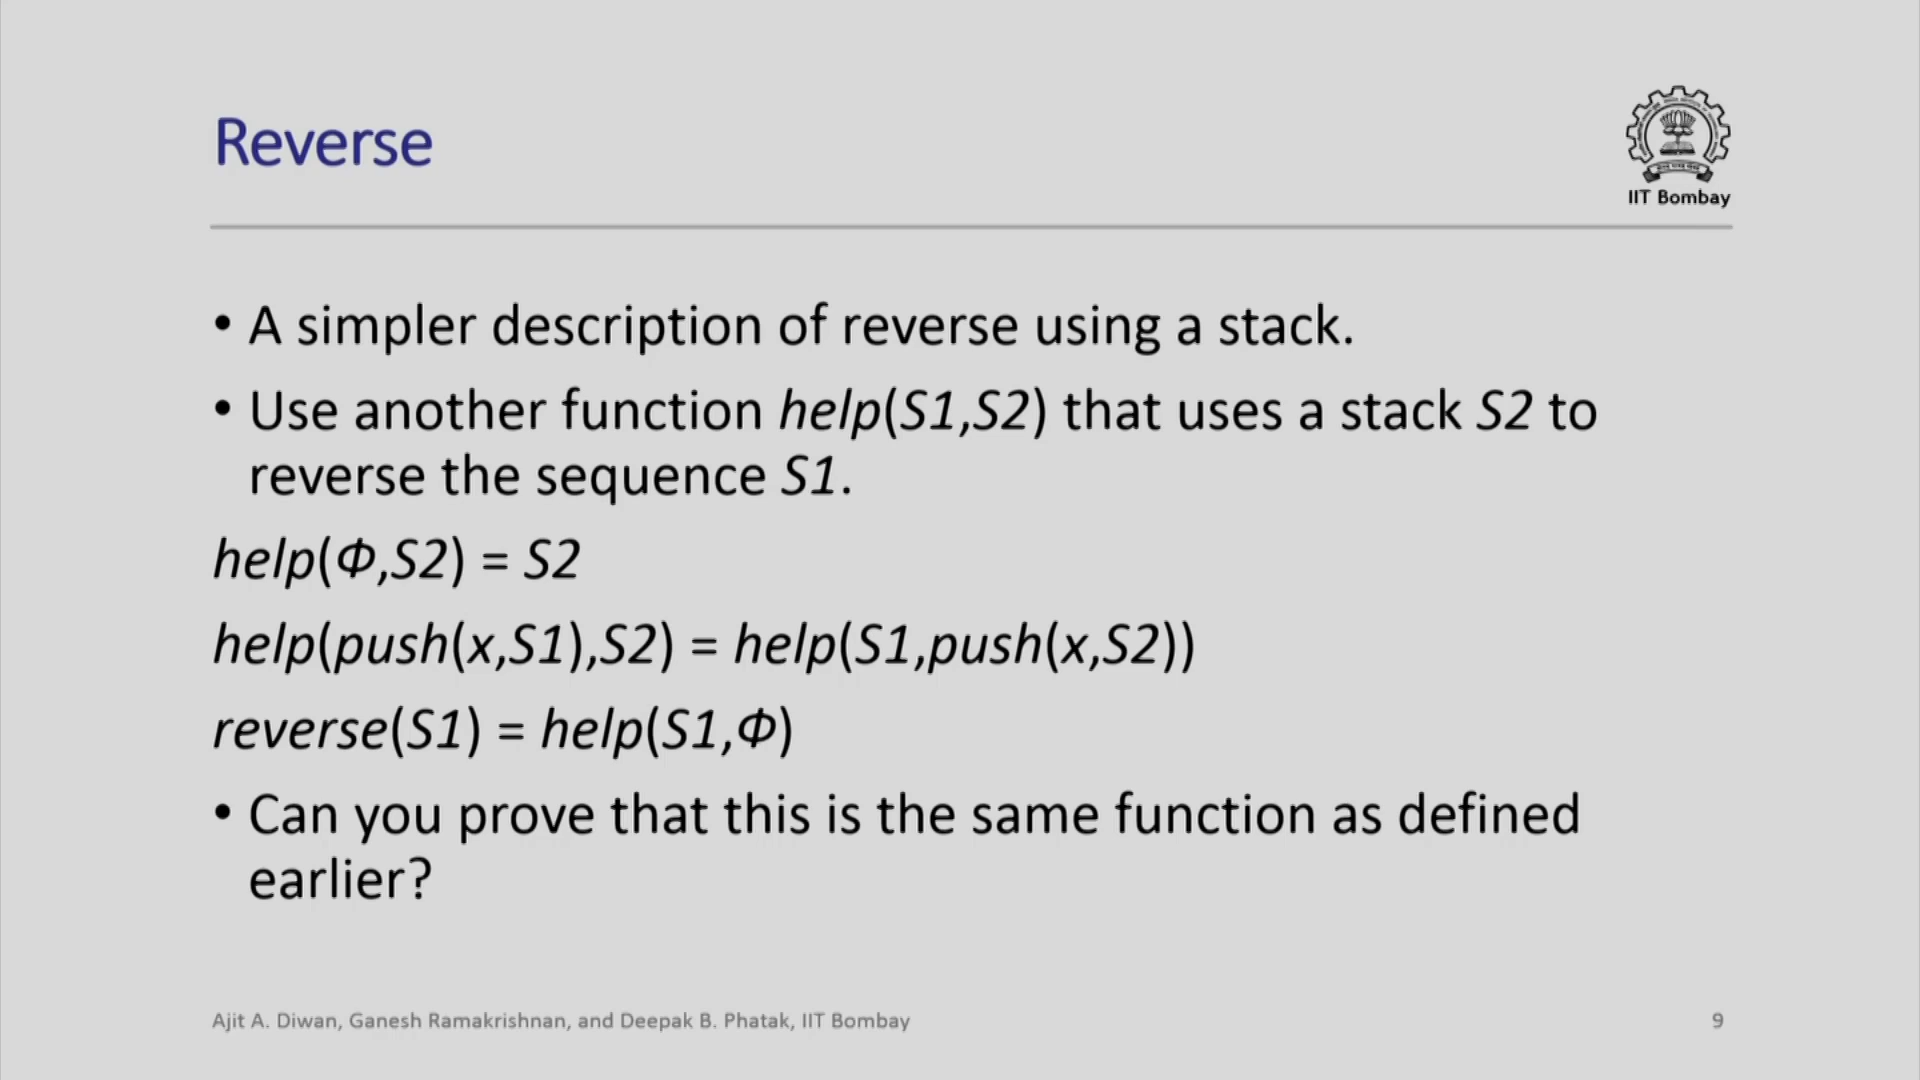 Reverse
IIT Bombay
• A simpler description of reverse using a stack.
• Use another function help(S1,S2) that uses a stack S2 to
reverse the sequence S1.
help(Φ,S2) = S2
help(push(x,S1),S2) = help(S1,push(x,S2))
reverse(S1) = help(S1,Φ)
• Can you prove that this is the same function as defined
earlier?
Ajit A. Diwan, Ganesh Ramakrishnan, and Deepak B. Phatak, IIT Bombay
9